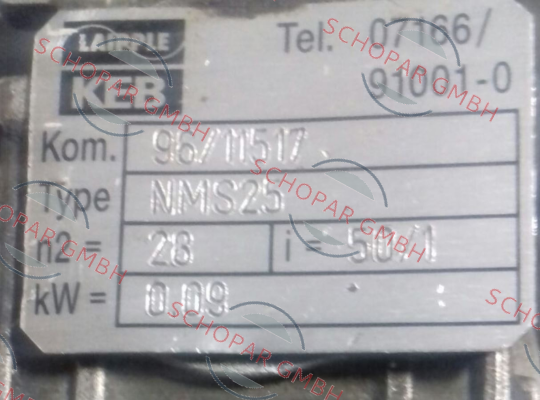 LÄIPPLE
KEB
Tel. 07166/
91001-0
Kom. 96/11517
Type NMS25
n2 = 28 i = 50/1
kW = 0.09
SCHOPAR GMBH
SCHOPAR GMBH
SCHOPAR GMBH
SCHOPAR GMBH
SCHOPAR GMBH
SCHOPAR GMBH